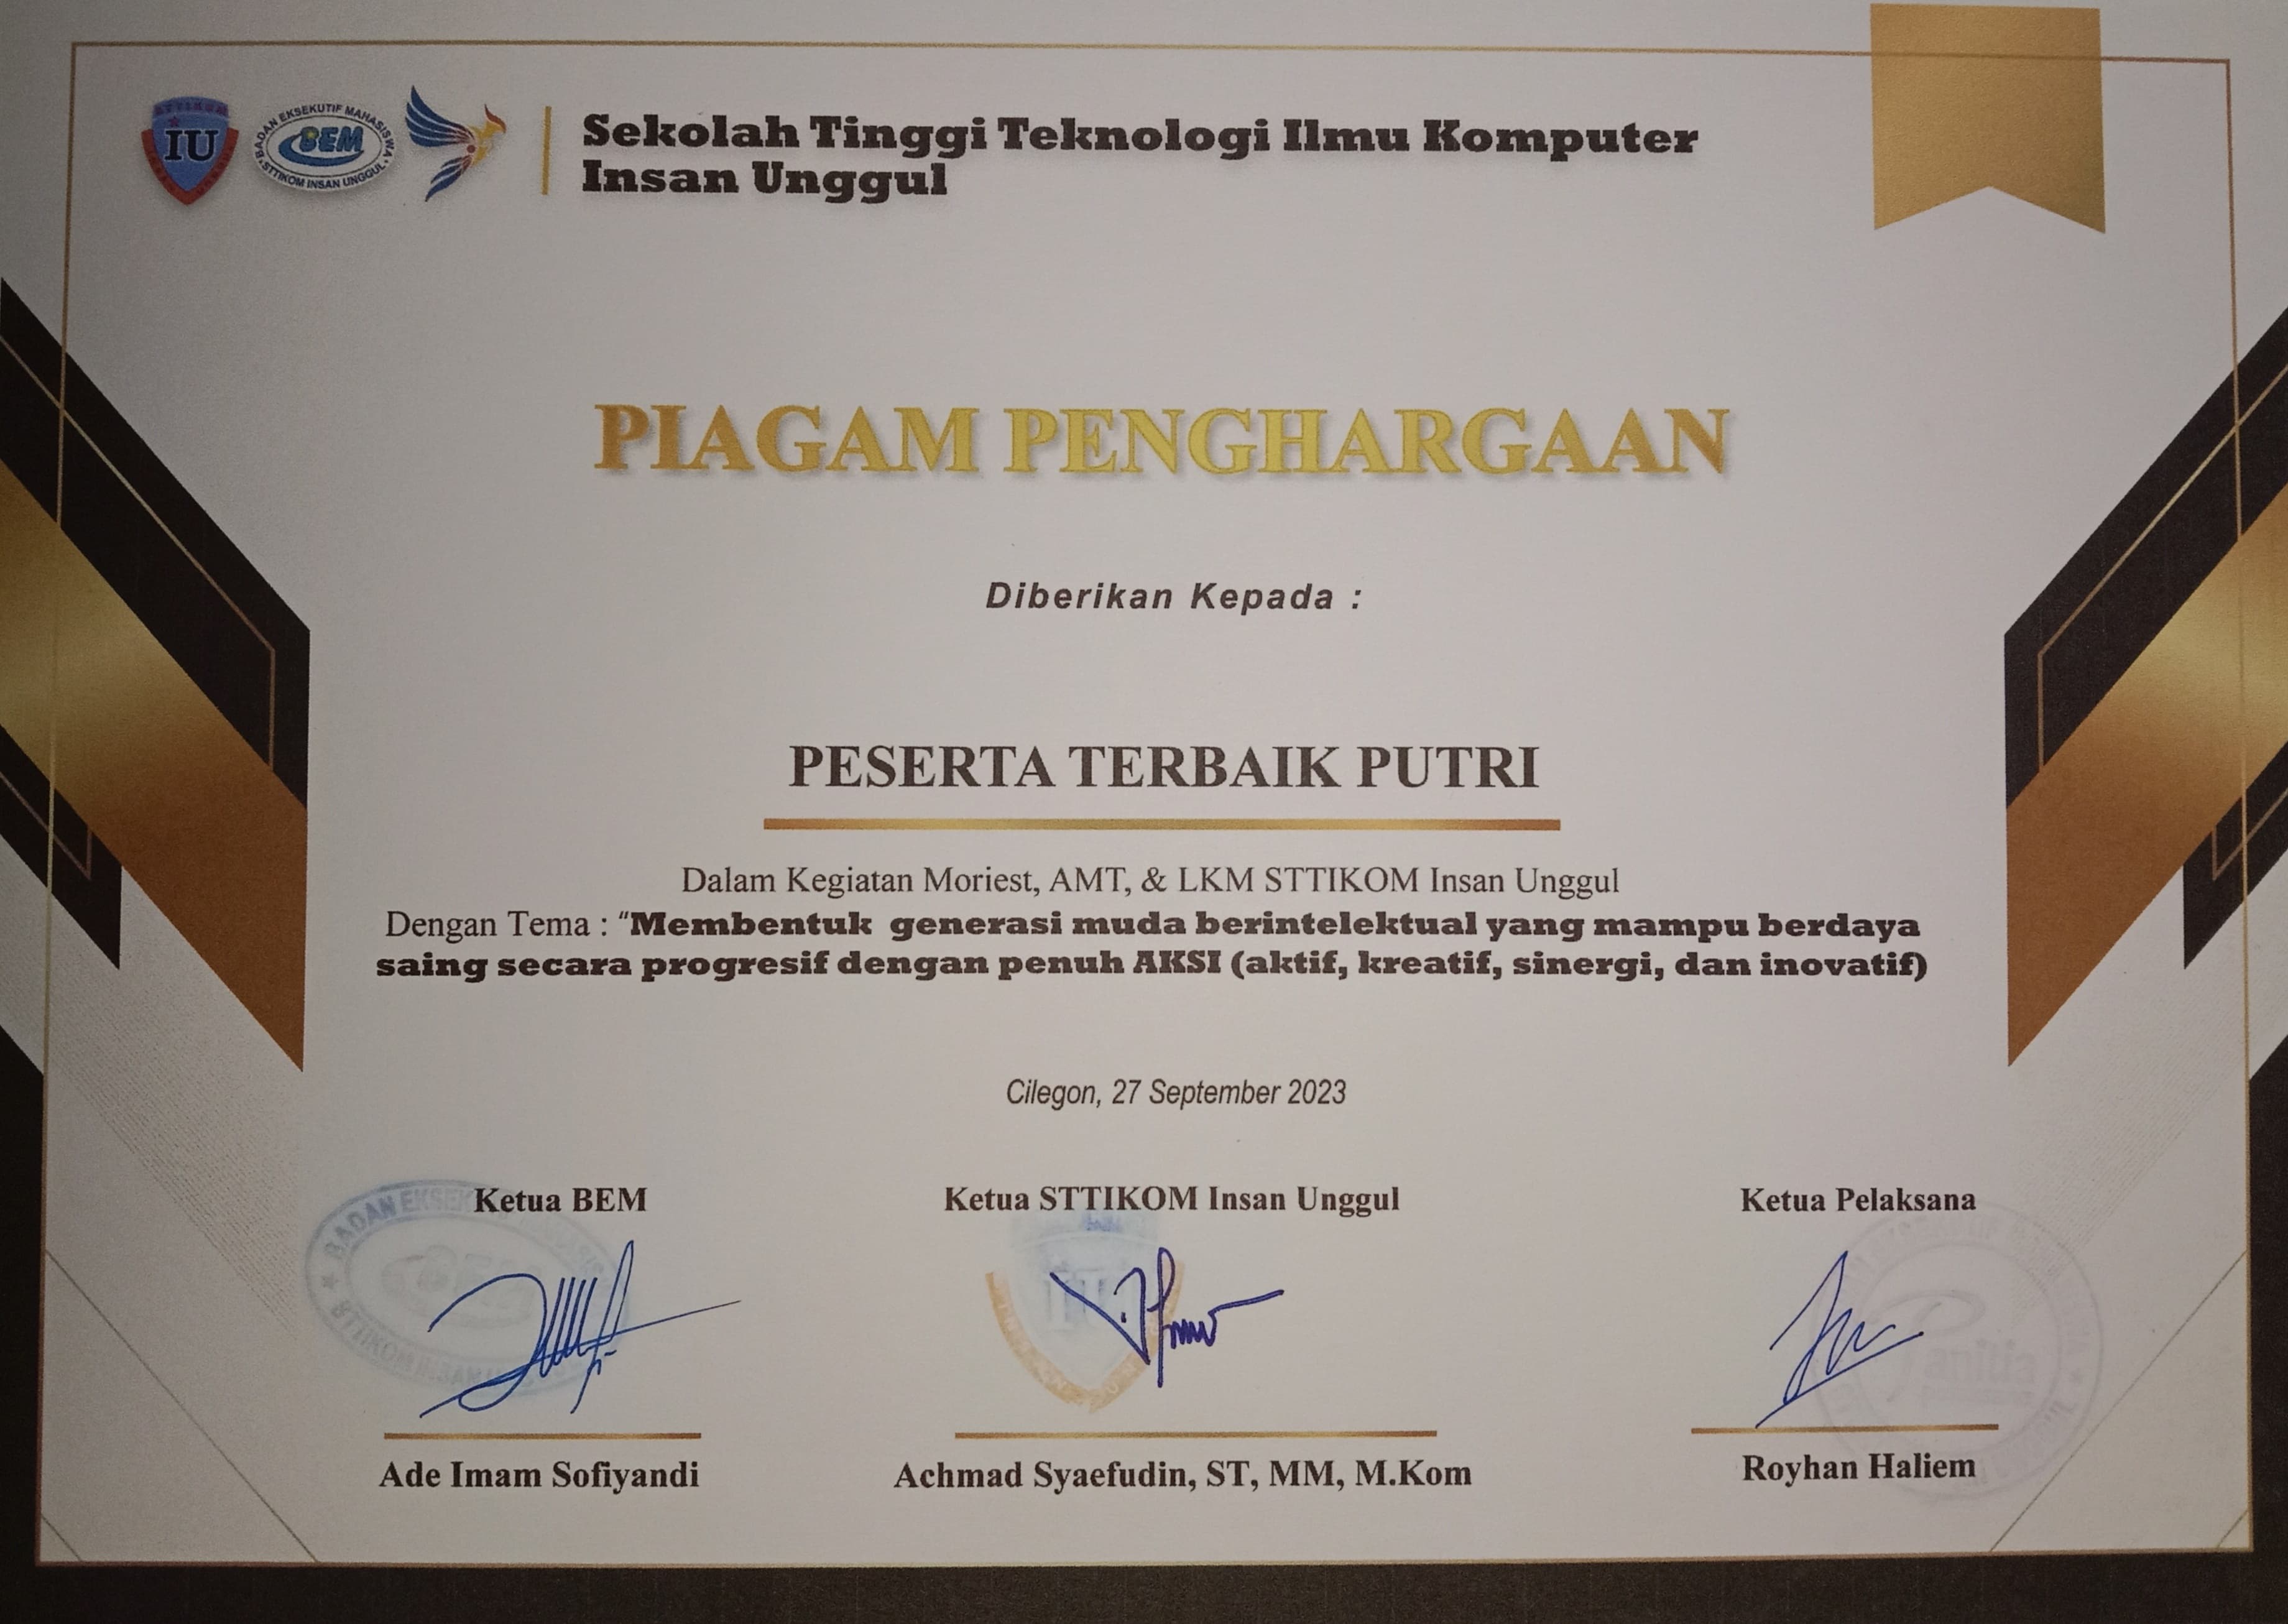 IU
BADAN EKSEKUTIF MAHASISWA
BEM
STTIKOM INSAN UNGGUL
Sekolah Tinggi Teknologi Ilmu Komputer
Insan Unggul
PIAGAM PENGHARGAAN
Diberikan Kepada :
PESERTA TERBAIK PUTRI
Dalam Kegiatan Moriest, AMT, & LKM STTIKOM Insan Unggul
Dengan Tema : "Membentuk generasi muda berintelektual yang mampu berdaya
saing secara progresif dengan penuh AKSI (aktif, kreatif, sinergi, dan inovatif)
Cilegon, 27 September 2023
Ketua BEM
Ketua STTIKOM Insan Unggul
Ketua Pelaksana
BADAN
STTIKOM
Panitia
Ade Imam Sofiyandi
Achmad Syaefudin, ST, MM, M.Kom
Royhan Haliem